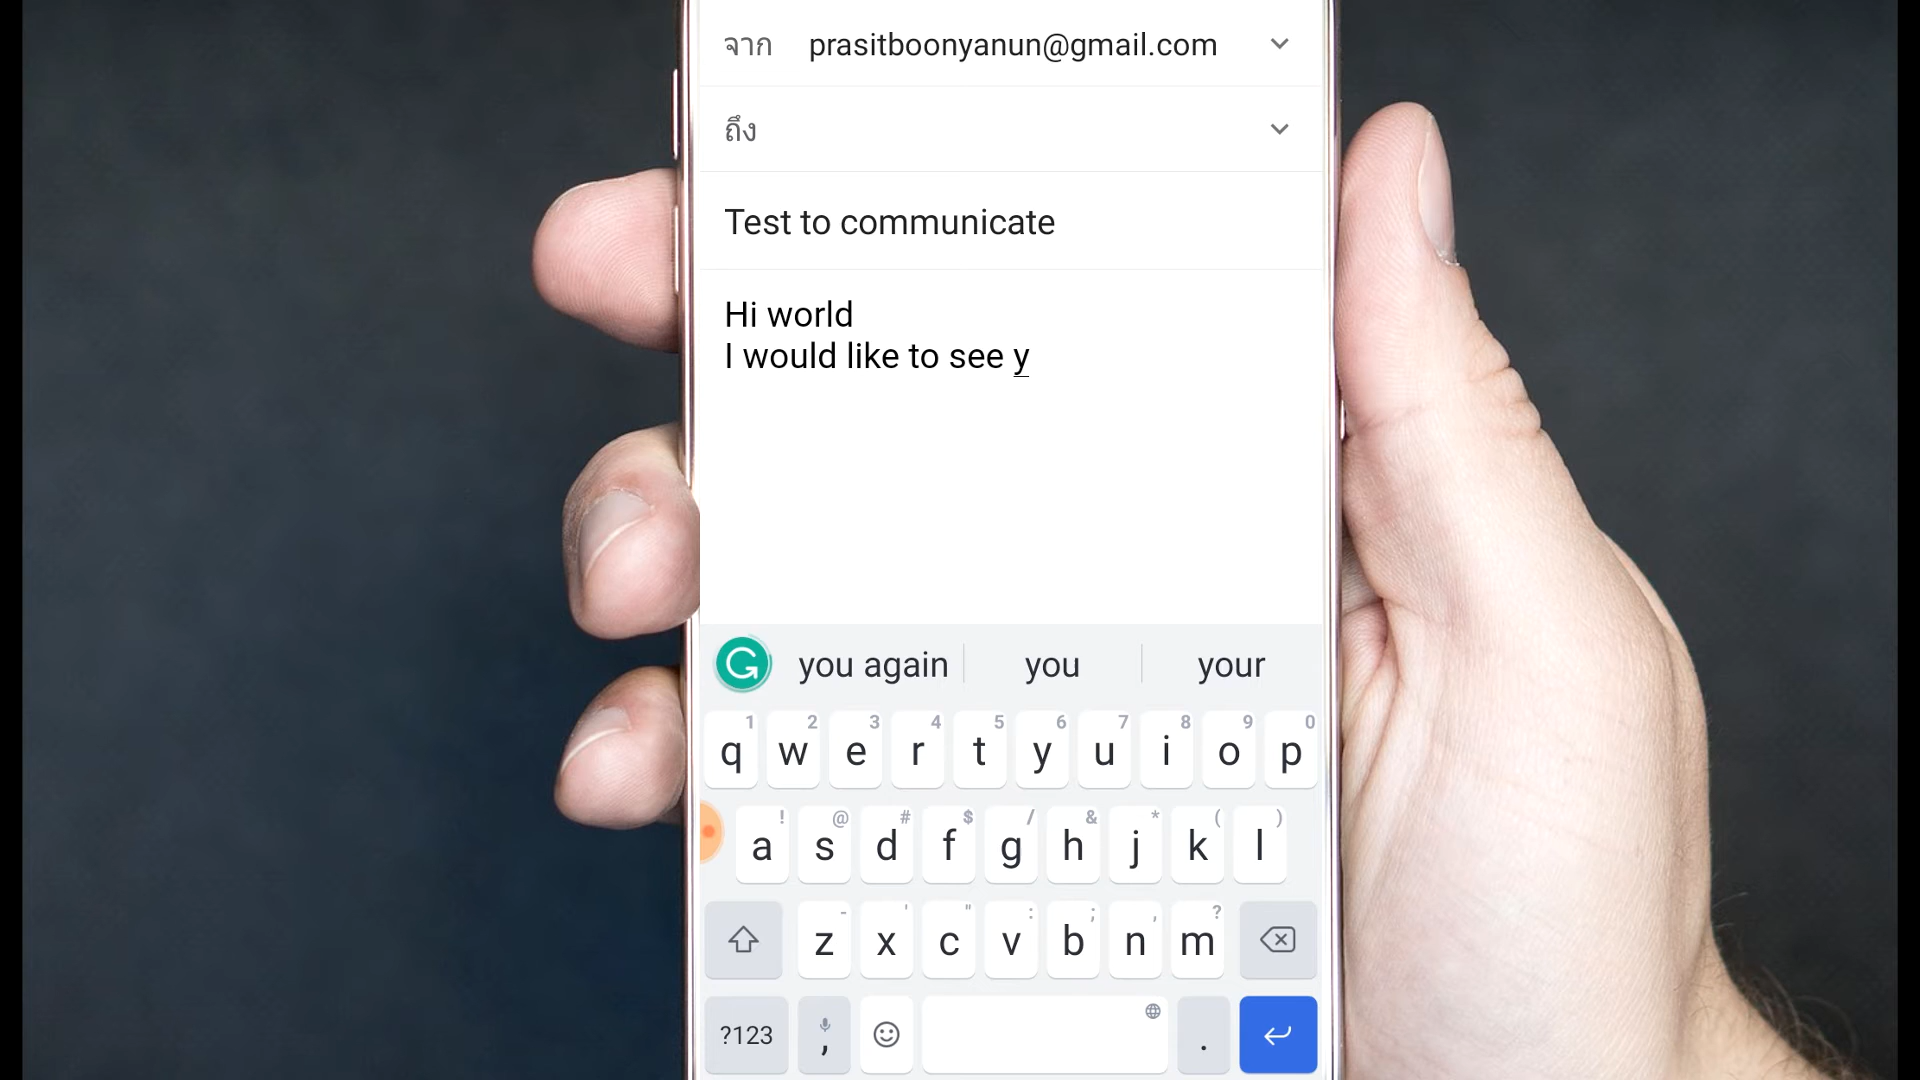 จาก prasitboonyanun@gmail.com
ถึง
Test to communicate
Hi world
I would like to see y
you again you your
1 2 3 4 5 6 7 8 9 0
q w e r t y u i o p
! @ # $ / & * ( )
a s d f g h j k l
- ' " : ; , ?
z x c v b n m
?123 , .